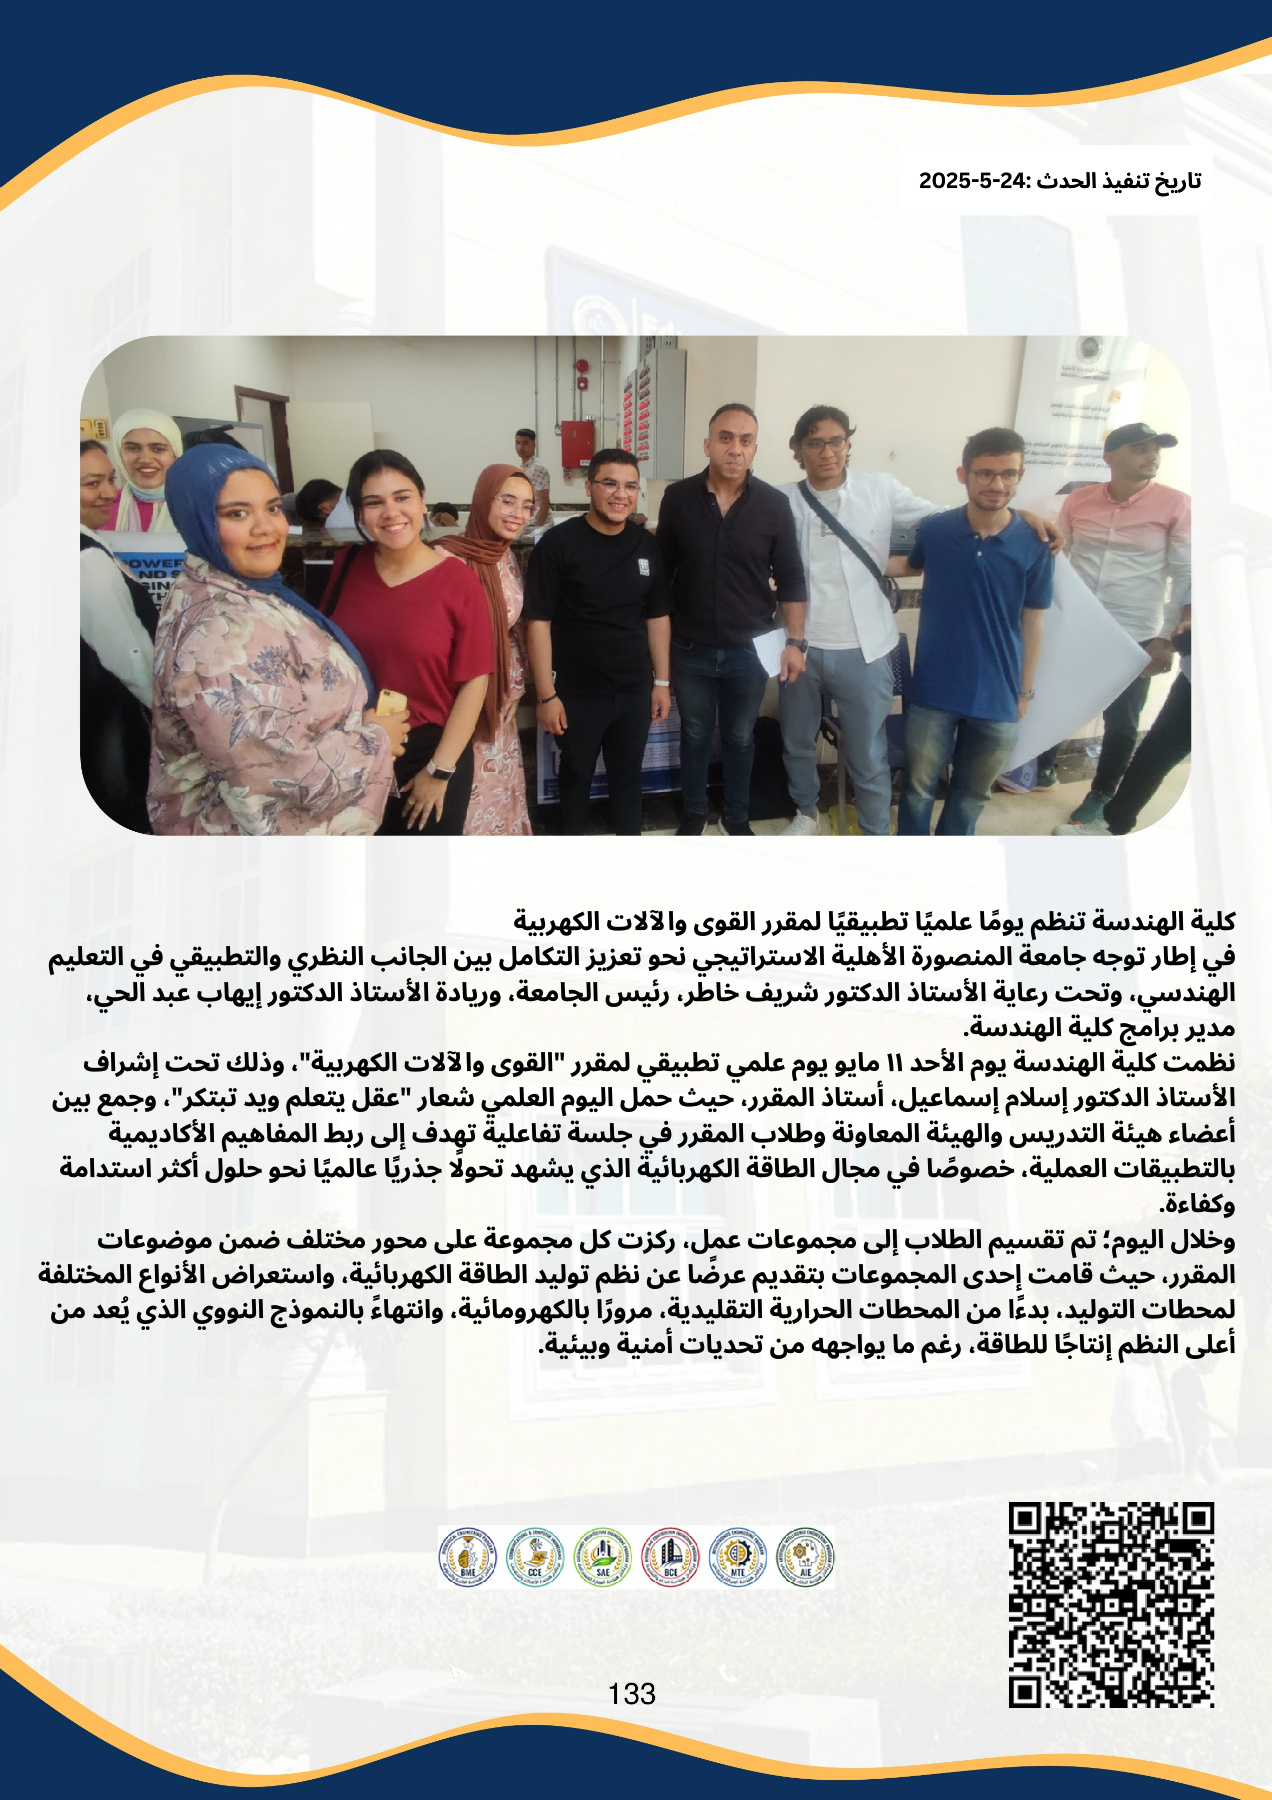 تاريخ تنفيذ الحدث :24-5-2025
POWER
كلية الهندسة تنظم يومًا علميًا تطبيقيًا لمقرر القوى والآلات الكهربية
في إطار توجه جامعة المنصورة الأهلية الاستراتيجي نحو تعزيز التكامل بين الجانب النظري والتطبيقي في التعليم
الهندسي، وتحت رعاية الأستاذ الدكتور شريف خاطر، رئيس الجامعة، وريادة الأستاذ الدكتور إيهاب عبد الحي،
مدير برامج كلية الهندسة.
نظمت كلية الهندسة يوم الأحد ١١ مايو يوم علمي تطبيقي لمقرر "القوى والآلات الكهربية"، وذلك تحت إشراف
الأستاذ الدكتور إسلام إسماعيل، أستاذ المقرر، حيث حمل اليوم العلمي شعار "عقل يتعلم ويد تبتكر"، وجمع بين
أعضاء هيئة التدريس والهيئة المعاونة وطلاب المقرر في جلسة تفاعلية تهدف إلى ربط المفاهيم الأكاديمية
بالتطبيقات العملية، خصوصًا في مجال الطاقة الكهربائية الذي يشهد تحولًا جذريًا عالميًا نحو حلول أكثر استدامة
وكفاءة.
وخلال اليوم؛ تم تقسيم الطلاب إلى مجموعات عمل، ركزت كل مجموعة على محور مختلف ضمن موضوعات
المقرر، حيث قامت إحدى المجموعات بتقديم عرضًا عن نظم توليد الطاقة الكهربائية، واستعراض الأنواع المختلفة
لمحطات التوليد، بدءًا من المحطات الحرارية التقليدية، مرورًا بالكهرومائية، وانتهاءً بالنموذج النووي الذي يُعد من
أعلى النظم إنتاجًا للطاقة، رغم ما يواجهه من تحديات أمنية وبيئية.
BME CCE SAE BCE MTE AIE
133